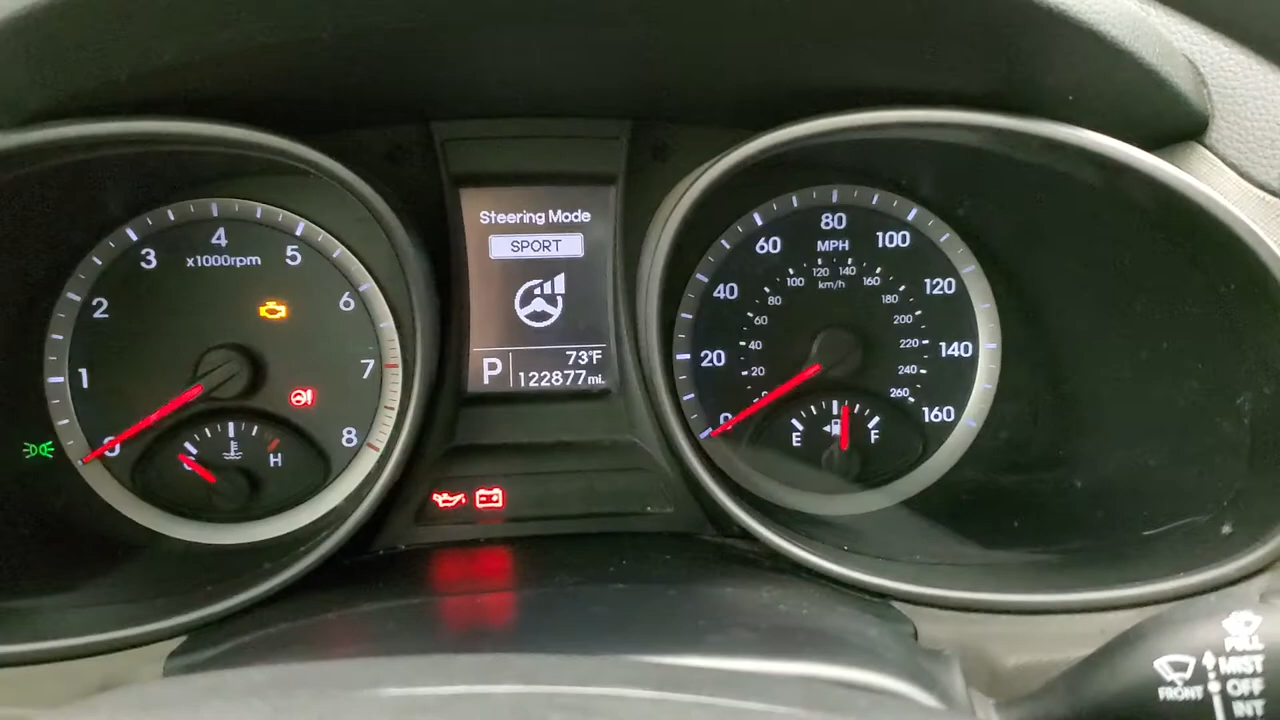 4
3
5
x1000rpm
2
6
1
7
0
8
H
Steering Mode
SPORT
P
73°F
122877 mi.
80
60
MPH
100
120
140
100
km/h
160
40
80
180
120
60
200
20
40
220
140
20
240
260
0
160
E
F
FRONT
MIST
OFF
INT